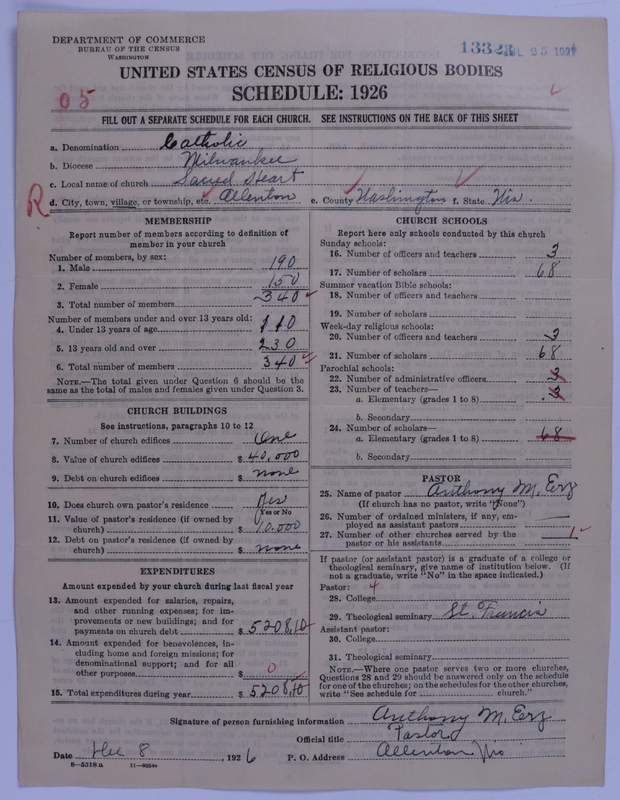 DEPARTMENT OF COMMERCE
BUREAU OF THE CENSUS
WASHINGTON
UNITED STATES CENSUS OF RELIGIOUS BODIES
SCHEDULE: 1926
05
FILL OUT A SEPARATE SCHEDULE FOR EACH CHURCH. SEE INSTRUCTIONS ON THE BACK OF THIS SHEET
a. Denomination Catholic
b. Diocese Milwaukee
c. Local name of church Sacred Heart
R
d. City, town, village, or township, etc. Allenton e. County Washington f. State Wis.
MEMBERSHIP
Report number of members according to definition of
member in your church
Number of members, by sex:
1. Male 190
2. Female 150
3. Total number of members 340
Number of members under and over 13 years old:
4. Under 13 years of age 110
5. 13 years old and over 230
6. Total number of members 340
NOTE.—The total given under Question 6 should be the
same as the total of males and females given under Question 3.
CHURCH BUILDINGS
See instructions, paragraphs 10 to 12
7. Number of church edifices One
8. Value of church edifices $ 40,000
9. Debt on church edifices $ none
10. Does church own pastor's residence Yes
Yes or No
11. Value of pastor's residence (if owned by
church) $ 10,000
12. Debt on pastor's residence (if owned by
church) $ none
EXPENDITURES
Amount expended by your church during last fiscal year
13. Amount expended for salaries, repairs,
and other running expenses; for im-
provements or new buildings; and for
payments on church debt $ 5208.10
14. Amount expended for benevolences, in-
cluding home and foreign missions; for
denominational support; and for all
other purposes $ 0
15. Total expenditures during year $ 5208.10
CHURCH SCHOOLS
Report here only schools conducted by this church
Sunday schools:
16. Number of officers and teachers 3
17. Number of scholars 68
Summer vacation Bible schools:
18. Number of officers and teachers
19. Number of scholars
Week-day religious schools:
20. Number of officers and teachers 3
21. Number of scholars 68
Parochial schools:
22. Number of administrative officers 3
23. Number of teachers—
a. Elementary (grades 1 to 8) 3
b. Secondary
24. Number of scholars—
a. Elementary (grades 1 to 8) 68
b. Secondary
PASTOR
25. Name of pastor Anthony M. Erz
(If church has no pastor, write "None")
26. Number of ordained ministers, if any, em-
ployed as assistant pastors
27. Number of other churches served by the
pastor or his assistants 1
If pastor (or assistant pastor) is a graduate of a college or
theological seminary, give name of institution below. (If
not a graduate, write "No" in the space indicated.)
Pastor: 4
28. College
29. Theological seminary St. Francis
Assistant pastor:
30. College
31. Theological seminary
NOTE.—Where one pastor serves two or more churches,
Questions 28 and 29 should be answered only on the schedule
for one of the churches; on the schedules for the other churches,
write "See schedule for church."
Signature of person furnishing information Anthony M. Erz
Official title Pastor
Date Dec 8, 1926 P. O. Address Allenton Wis
8—5518 a